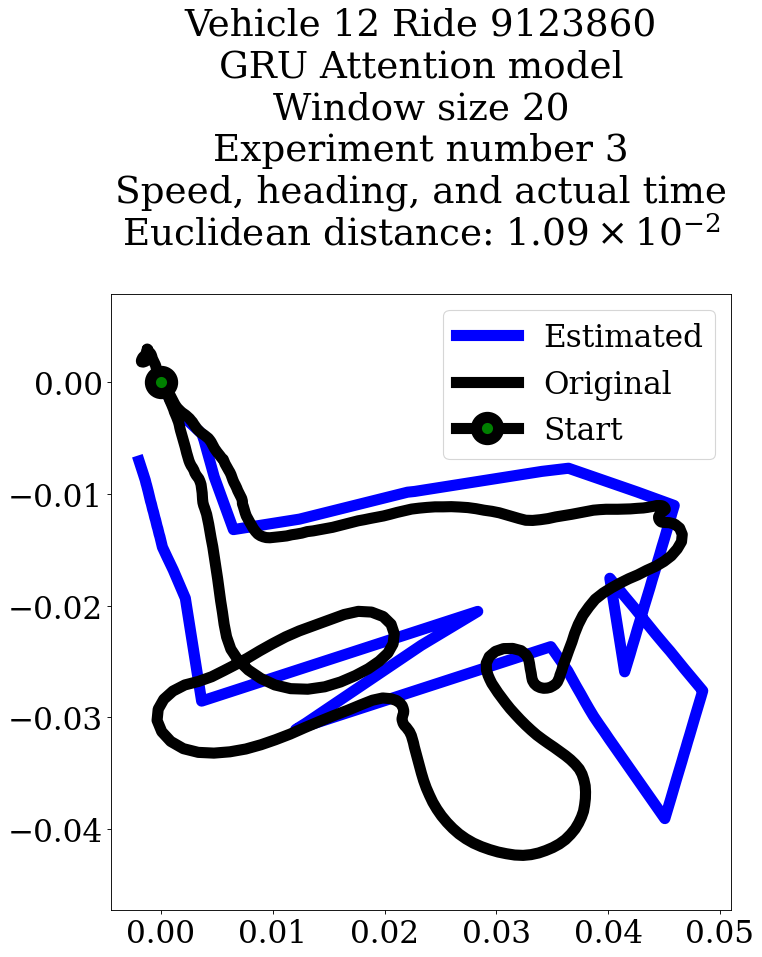 Vehicle 12 Ride 9123860
GRU Attention model
Window size 20
Experiment number 3
Speed, heading, and actual time
Euclidean distance: 1.09 × 10⁻²
Estimated
Original
Start
0.00
−0.01
−0.02
−0.03
−0.04
0.00 0.01 0.02 0.03 0.04 0.05